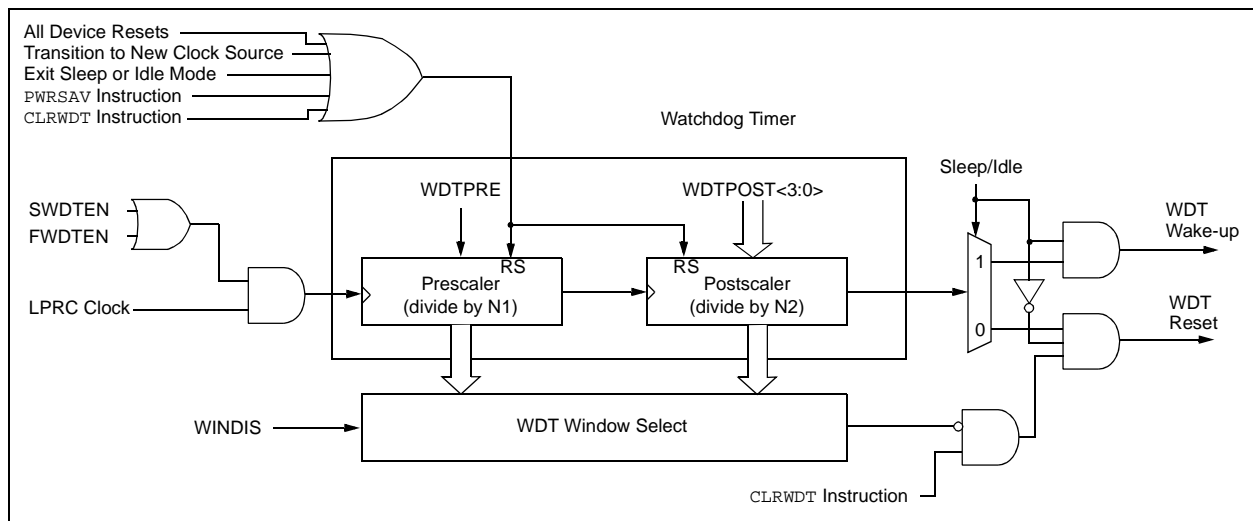 All Device Resets
Transition to New Clock Source
Exit Sleep or Idle Mode
PWRSAV Instruction
CLRWDT Instruction
Watchdog Timer
Sleep/Idle
WDTPRE
WDTPOST<3:0>
SWDTEN
FWDTEN
WDT
Wake-up
RS
RS
Prescaler
(divide by N1)
Postscaler
(divide by N2)
1
0
LPRC Clock
WDT
Reset
WINDIS
WDT Window Select
CLRWDT Instruction